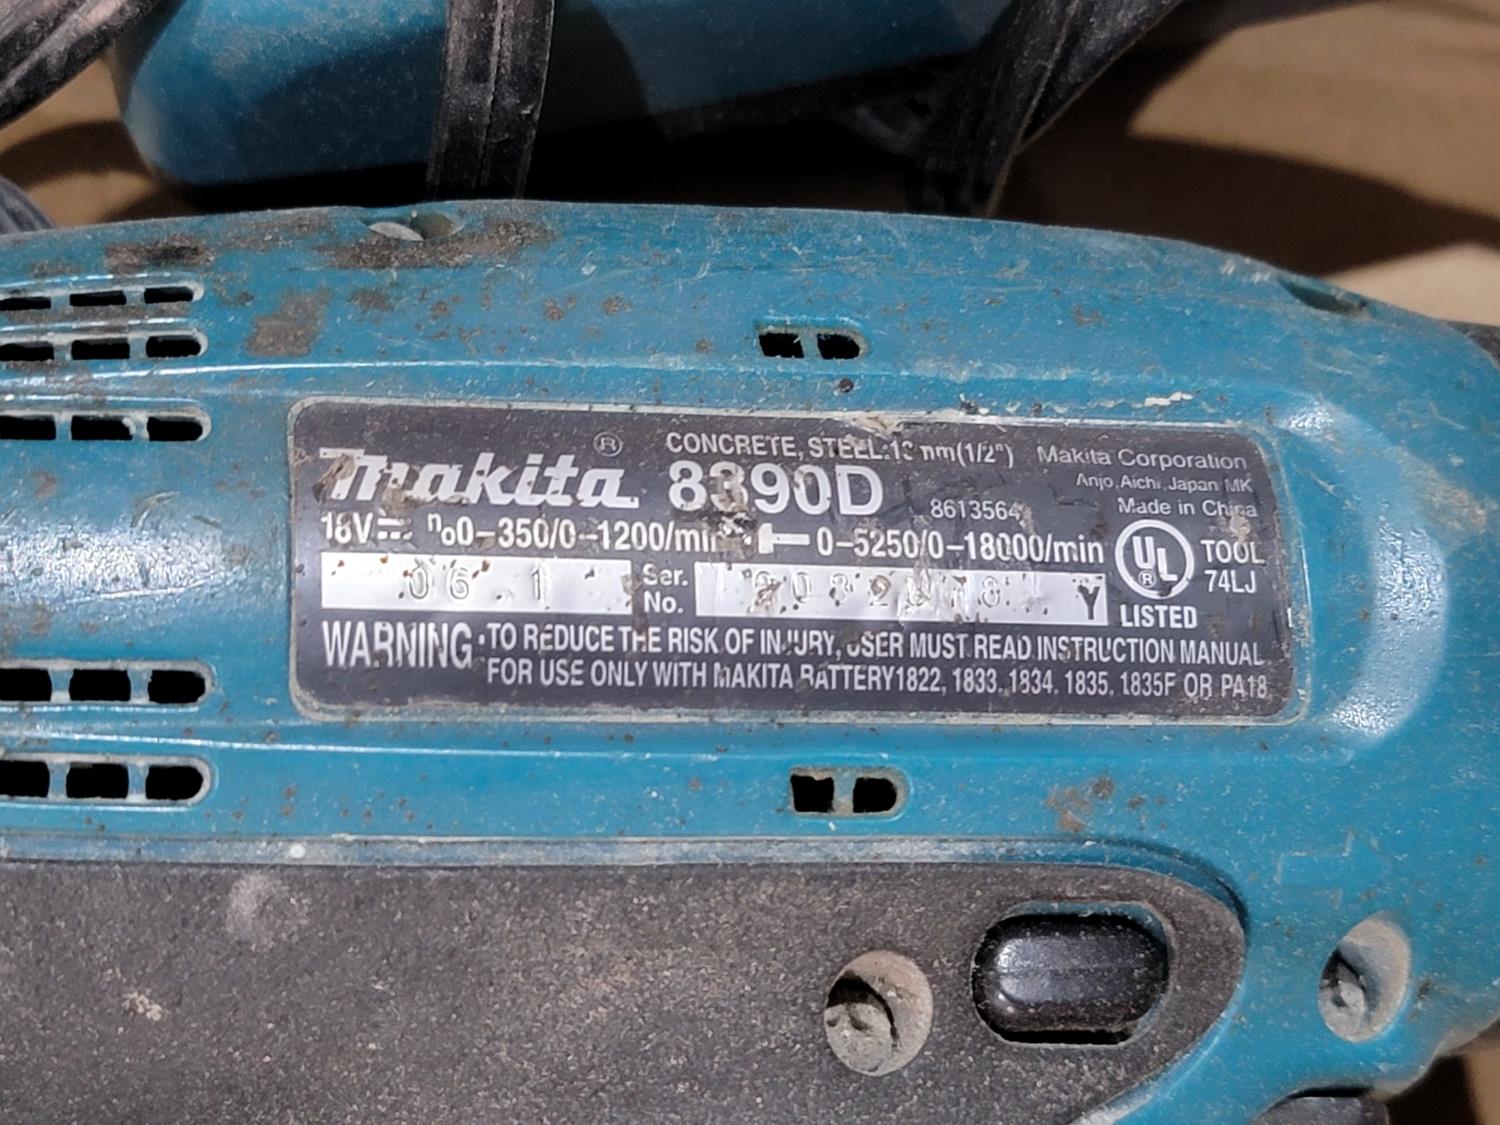 makita®
CONCRETE, STEEL:13mm(1/2")
8390D
8613564
Makita Corporation
Anjo, Aichi, Japan MK
Made in China
18V⎓ n₀0-350/0-1200/min
0-5250/0-18000/min
UL®
LISTED
TOOL
74LJ
06 1
Ser.
No.
Y
WARNING·TO REDUCE THE RISK OF INJURY, USER MUST READ INSTRUCTION MANUAL
FOR USE ONLY WITH MAKITA BATTERY1822, 1833, 1834, 1835, 1835F OR PA18